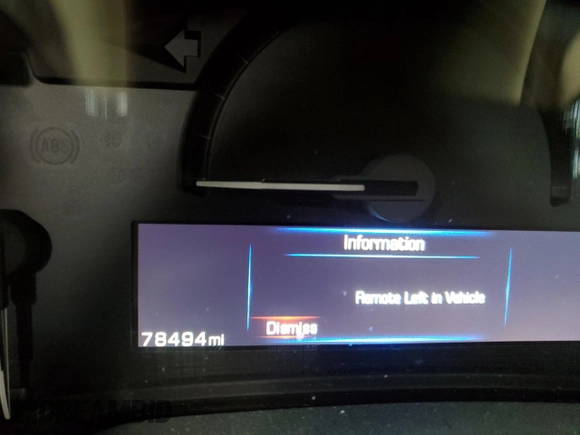 ABS
Information
Remote Left in Vehicle
Dismiss
78494mi